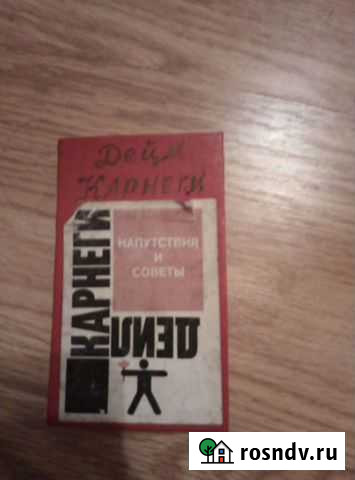 Дейл
КАРНЕГИ
КАРНЕГИ
НАПУТСТВИЯ
И
СОВЕТЫ
ДЕЙЛ
rosndv.ru